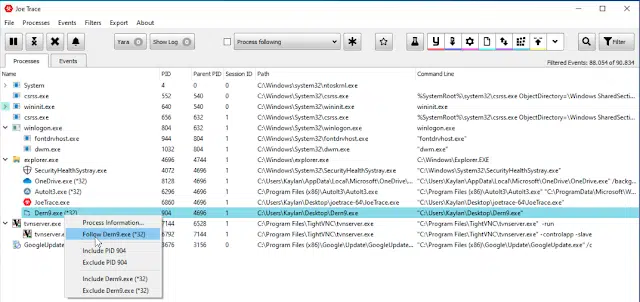 Joe Trace
File Processes Events Filters Export About
Yara Show Log Process following Filter
Processes Events Filtered Events: 88.054 of 90.834
Name PID Parent PID Session ID Path Command Line
System 4 0 0 C:\Windows\system32\ntoskrnl.exe
csrss.exe 552 540 0 C:\Windows\system32\csrss.exe %SystemRoot%\system32\csrss.exe ObjectDirectory=\Windows SharedSecti
wininit.exe 640 540 0 C:\Windows\system32\wininit.exe wininit.exe
csrss.exe 656 632 1 C:\Windows\system32\csrss.exe %SystemRoot%\system32\csrss.exe ObjectDirectory=\Windows SharedSecti
winlogon.exe 804 632 1 C:\Windows\System32\winlogon.exe winlogon.exe
fontdrvhost.exe 944 804 1 C:\Windows\System32\fontdrvhost.exe "fontdrvhost.exe"
dwm.exe 1032 804 1 C:\Windows\System32\dwm.exe "dwm.exe"
explorer.exe 4696 4744 1 C:\Windows\explorer.exe C:\Windows\Explorer.EXE
SecurityHealthSystray.exe 6072 4696 1 C:\Windows\System32\SecurityHealthSystray.exe "C:\Windows\System32\SecurityHealthSystray.exe"
OneDrive.exe (*32) 6212 4696 1 C:\Users\Kaylan\AppData\Local\Microsoft\OneDrive\... "C:\Users\Kaylan\AppData\Local\Microsoft\OneDrive\OneDrive.exe" /backg...
AutoIt3.exe (*32) 6296 4696 1 C:\Program Files (x86)\AutoIt3\AutoIt3.exe "C:\Program Files (x86)\AutoIt3\AutoIt3.exe" "C:\ProgramData\Microsoft\W
JoeTrace.exe 6860 4696 1 C:\Users\Kaylan\Desktop\joetrace-64\JoeTrace.exe "C:\Users\Kaylan\Desktop\joetrace-64\JoeTrace.exe"
Dern9.exe (*32) 904 4696 1 C:\Users\Kaylan\Desktop\Dern9.exe "C:\Users\Kaylan\Desktop\Dern9.exe"
tvnserver.exe 7144 6528 1 C:\Program Files\TightVNC\tvnserver.exe "C:\Program Files\TightVNC\tvnserver.exe" -run
tvnserver.exe 6792 7144 1 C:\Program Files\TightVNC\tvnserver.exe "C:\Program Files\TightVNC\tvnserver.exe" -controlapp -slave
GoogleUpdate 3676 3156 0 C:\Program Files (x86)\Google\Update\GoogleUpdate... "C:\Program Files (x86)\Google\Update\GoogleUpdate.exe" /c
Process Information...
Follow Dern9.exe (*32)
Include PID 904
Exclude PID 904
Include Dern9.exe (*32)
Exclude Dern9.exe (*32)